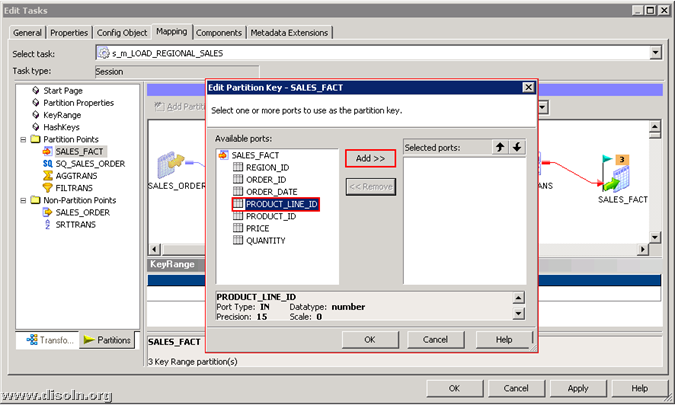 Edit Tasks
General Properties Config Object Mapping Components Metadata Extensions
Select task: s_m_LOAD_REGIONAL_SALES
Task type: Session
Start Page
Partition Properties
KeyRange
HashKeys
Partition Points
SALES_FACT
SQ_SALES_ORDER
AGGTRANS
FILTRANS
Non-Partition Points
SALES_ORDER
SRTTRANS
Transfo... Partitions
Add Partiti
SALES_ORDER
3
TRANS
SALES_FACT
KeyRange
SALES_FACT
3 Key Range partition(s)
Edit Partition Key - SALES_FACT
Select one or more ports to use as the partition key.
Available ports:
SALES_FACT
REGION_ID
ORDER_ID
ORDER_DATE
PRODUCT_LINE_ID
PRODUCT_ID
PRICE
QUANTITY
Add >>
<< Remove
Selected ports:
PRODUCT_LINE_ID
Port Type: IN Datatype: number
Precision: 15 Scale: 0
OK Cancel Help
OK Cancel Apply Help
www.disoln.org